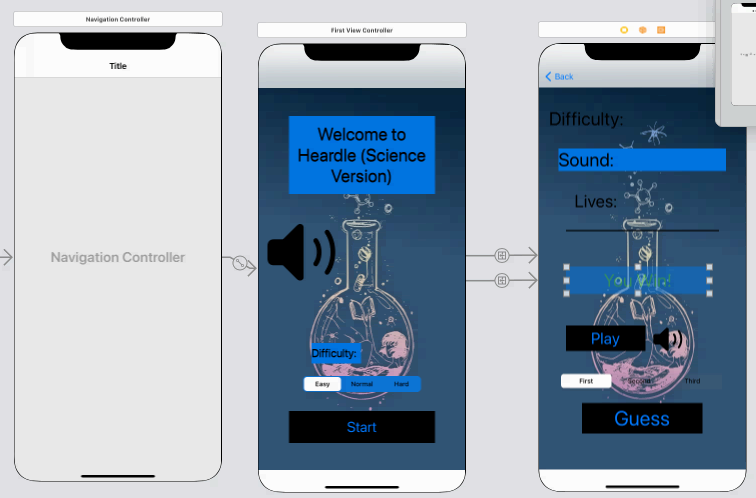 Navigation Controller
Title
Navigation Controller
First View Controller
Welcome to
Heardle (Science
Version)
Difficulty:
Easy
Normal
Hard
Start
Back
Difficulty:
Sound:
Lives:
You Win!
Play
First
Second
Third
Guess